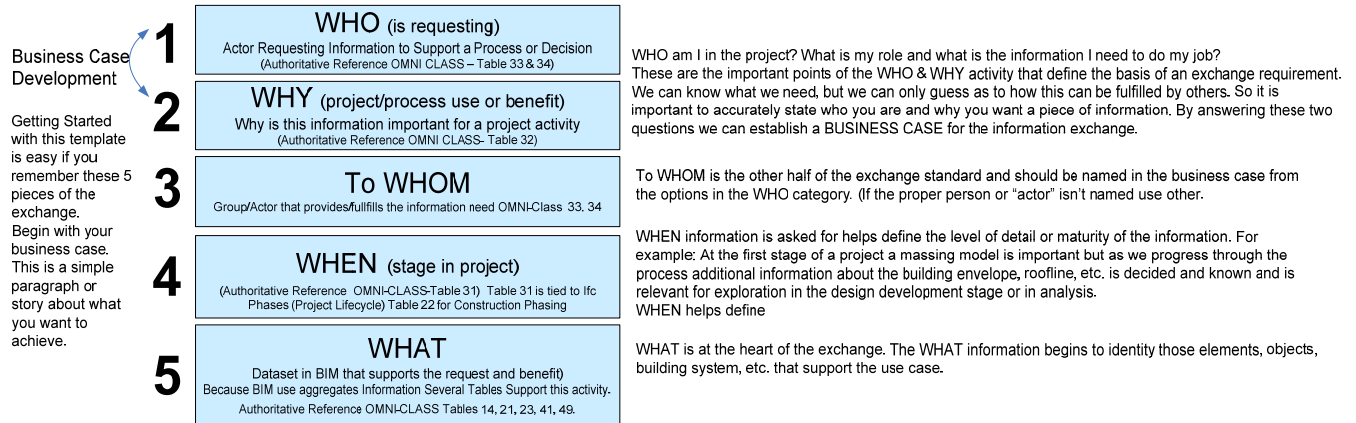 Business Case
Development
Getting Started
with this template
is easy if you
remember these 5
pieces of the
exchange.
Begin with your
business case.
This is a simple
paragraph or
story about what
you want to
achieve.
1
WHO (is requesting)
Actor Requesting Information to Support a Process or Decision
(Authoritative Reference OMNI CLASS – Table 33 & 34)
2
WHY (project/process use or benefit)
Why is this information important for a project activity
(Authoritative Reference OMNI CLASS- Table 32)
WHO am I in the project? What is my role and what is the information I need to do my job?
These are the important points of the WHO & WHY activity that define the basis of an exchange requirement.
We can know what we need, but we can only guess as to how this can be fulfilled by others. So it is
important to accurately state who you are and why you want a piece of information. By answering these two
questions we can establish a BUSINESS CASE for the information exchange.
3
To WHOM
Group/Actor that provides/fullfills the information need OMNI-Class 33. 34
To WHOM is the other half of the exchange standard and should be named in the business case from
the options in the WHO category. (If the proper person or “actor” isn’t named use other.
4
WHEN (stage in project)
(Authoritative Reference OMNI-CLASS-Table 31) Table 31 is tied to Ifc
Phases (Project Lifecycle) Table 22 for Construction Phasing
WHEN information is asked for helps define the level of detail or maturity of the information. For
example: At the first stage of a project a massing model is important but as we progress through the
process additional information about the building envelope, roofline, etc. is decided and known and is
relevant for exploration in the design development stage or in analysis.
WHEN helps define
5
WHAT
Dataset in BIM that supports the request and benefit)
Because BIM use aggregates Information Several Tables Support this activity.
Authoritative Reference OMNI-CLASS Tables 14, 21, 23, 41, 49.
WHAT is at the heart of the exchange. The WHAT information begins to identity those elements, objects,
building system, etc. that support the use case.